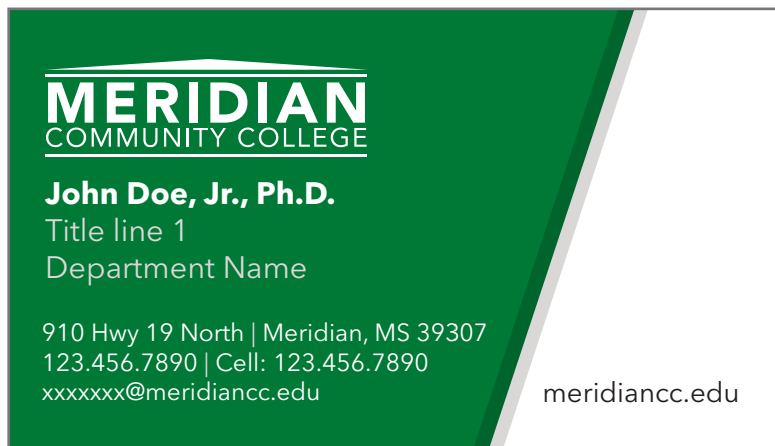 MERIDIAN
COMMUNITY COLLEGE
John Doe, Jr., Ph.D.
Title line 1
Department Name
910 Hwy 19 North | Meridian, MS 39307
123.456.7890 | Cell: 123.456.7890
xxxxxxx@meridiancc.edu
meridiancc.edu